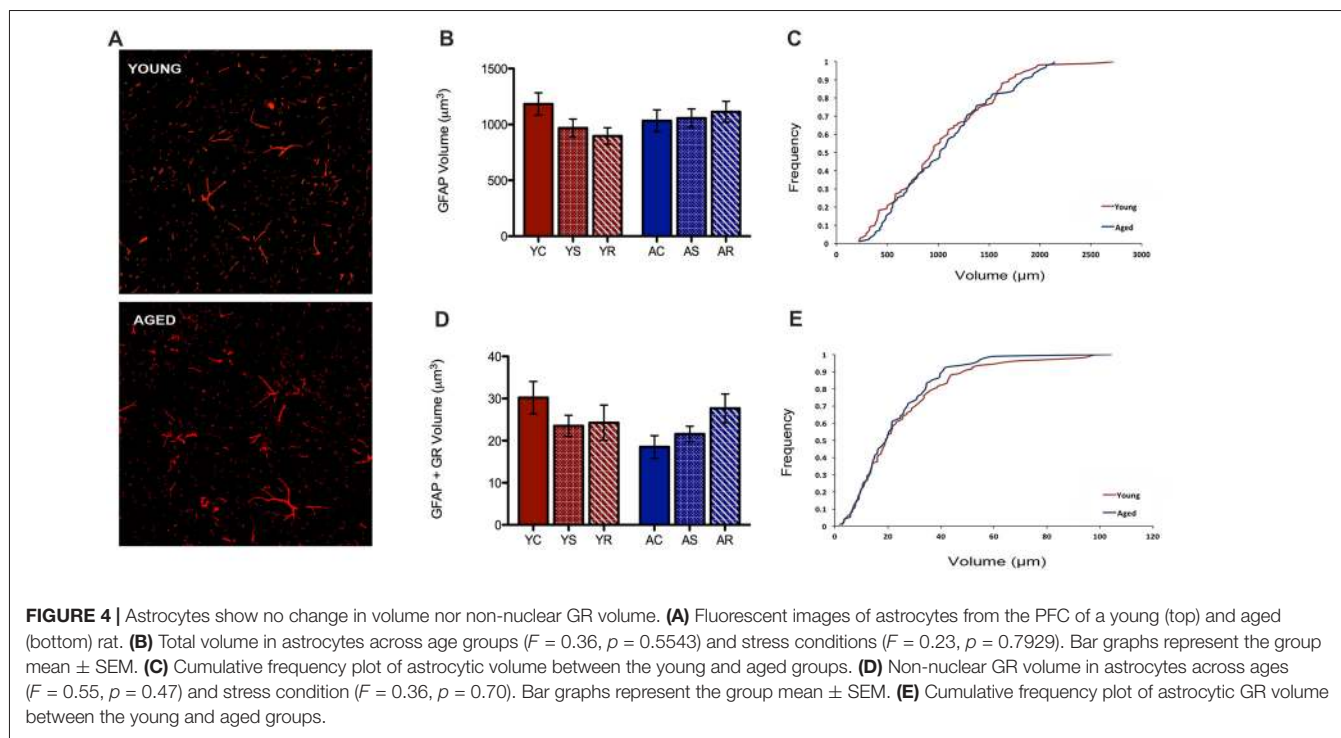 A
YOUNG
AGED
B
GFAP Volume (µm³)
1500
1000
500
0
YC YS YR AC AS AR
C
Frequency
1
0.9
0.8
0.7
0.6
0.5
0.4
0.3
0.2
0.1
0
Young
Aged
0 500 1000 1500 2000 2500 3000
Volume (µm)
D
GFAP + GR Volume (µm³)
40
30
20
10
0
YC YS YR AC AS AR
E
Frequency
1
0.9
0.8
0.7
0.6
0.5
0.4
0.3
0.2
0.1
0
Young
Aged
0 20 40 60 80 100 120
Volume (µm)
FIGURE 4 | Astrocytes show no change in volume nor non-nuclear GR volume. (A) Fluorescent images of astrocytes from the PFC of a young (top) and aged
(bottom) rat. (B) Total volume in astrocytes across age groups (F = 0.36, p = 0.5543) and stress conditions (F = 0.23, p = 0.7929). Bar graphs represent the group
mean ± SEM. (C) Cumulative frequency plot of astrocytic volume between the young and aged groups. (D) Non-nuclear GR volume in astrocytes across ages
(F = 0.55, p = 0.47) and stress condition (F = 0.36, p = 0.70). Bar graphs represent the group mean ± SEM. (E) Cumulative frequency plot of astrocytic GR volume
between the young and aged groups.